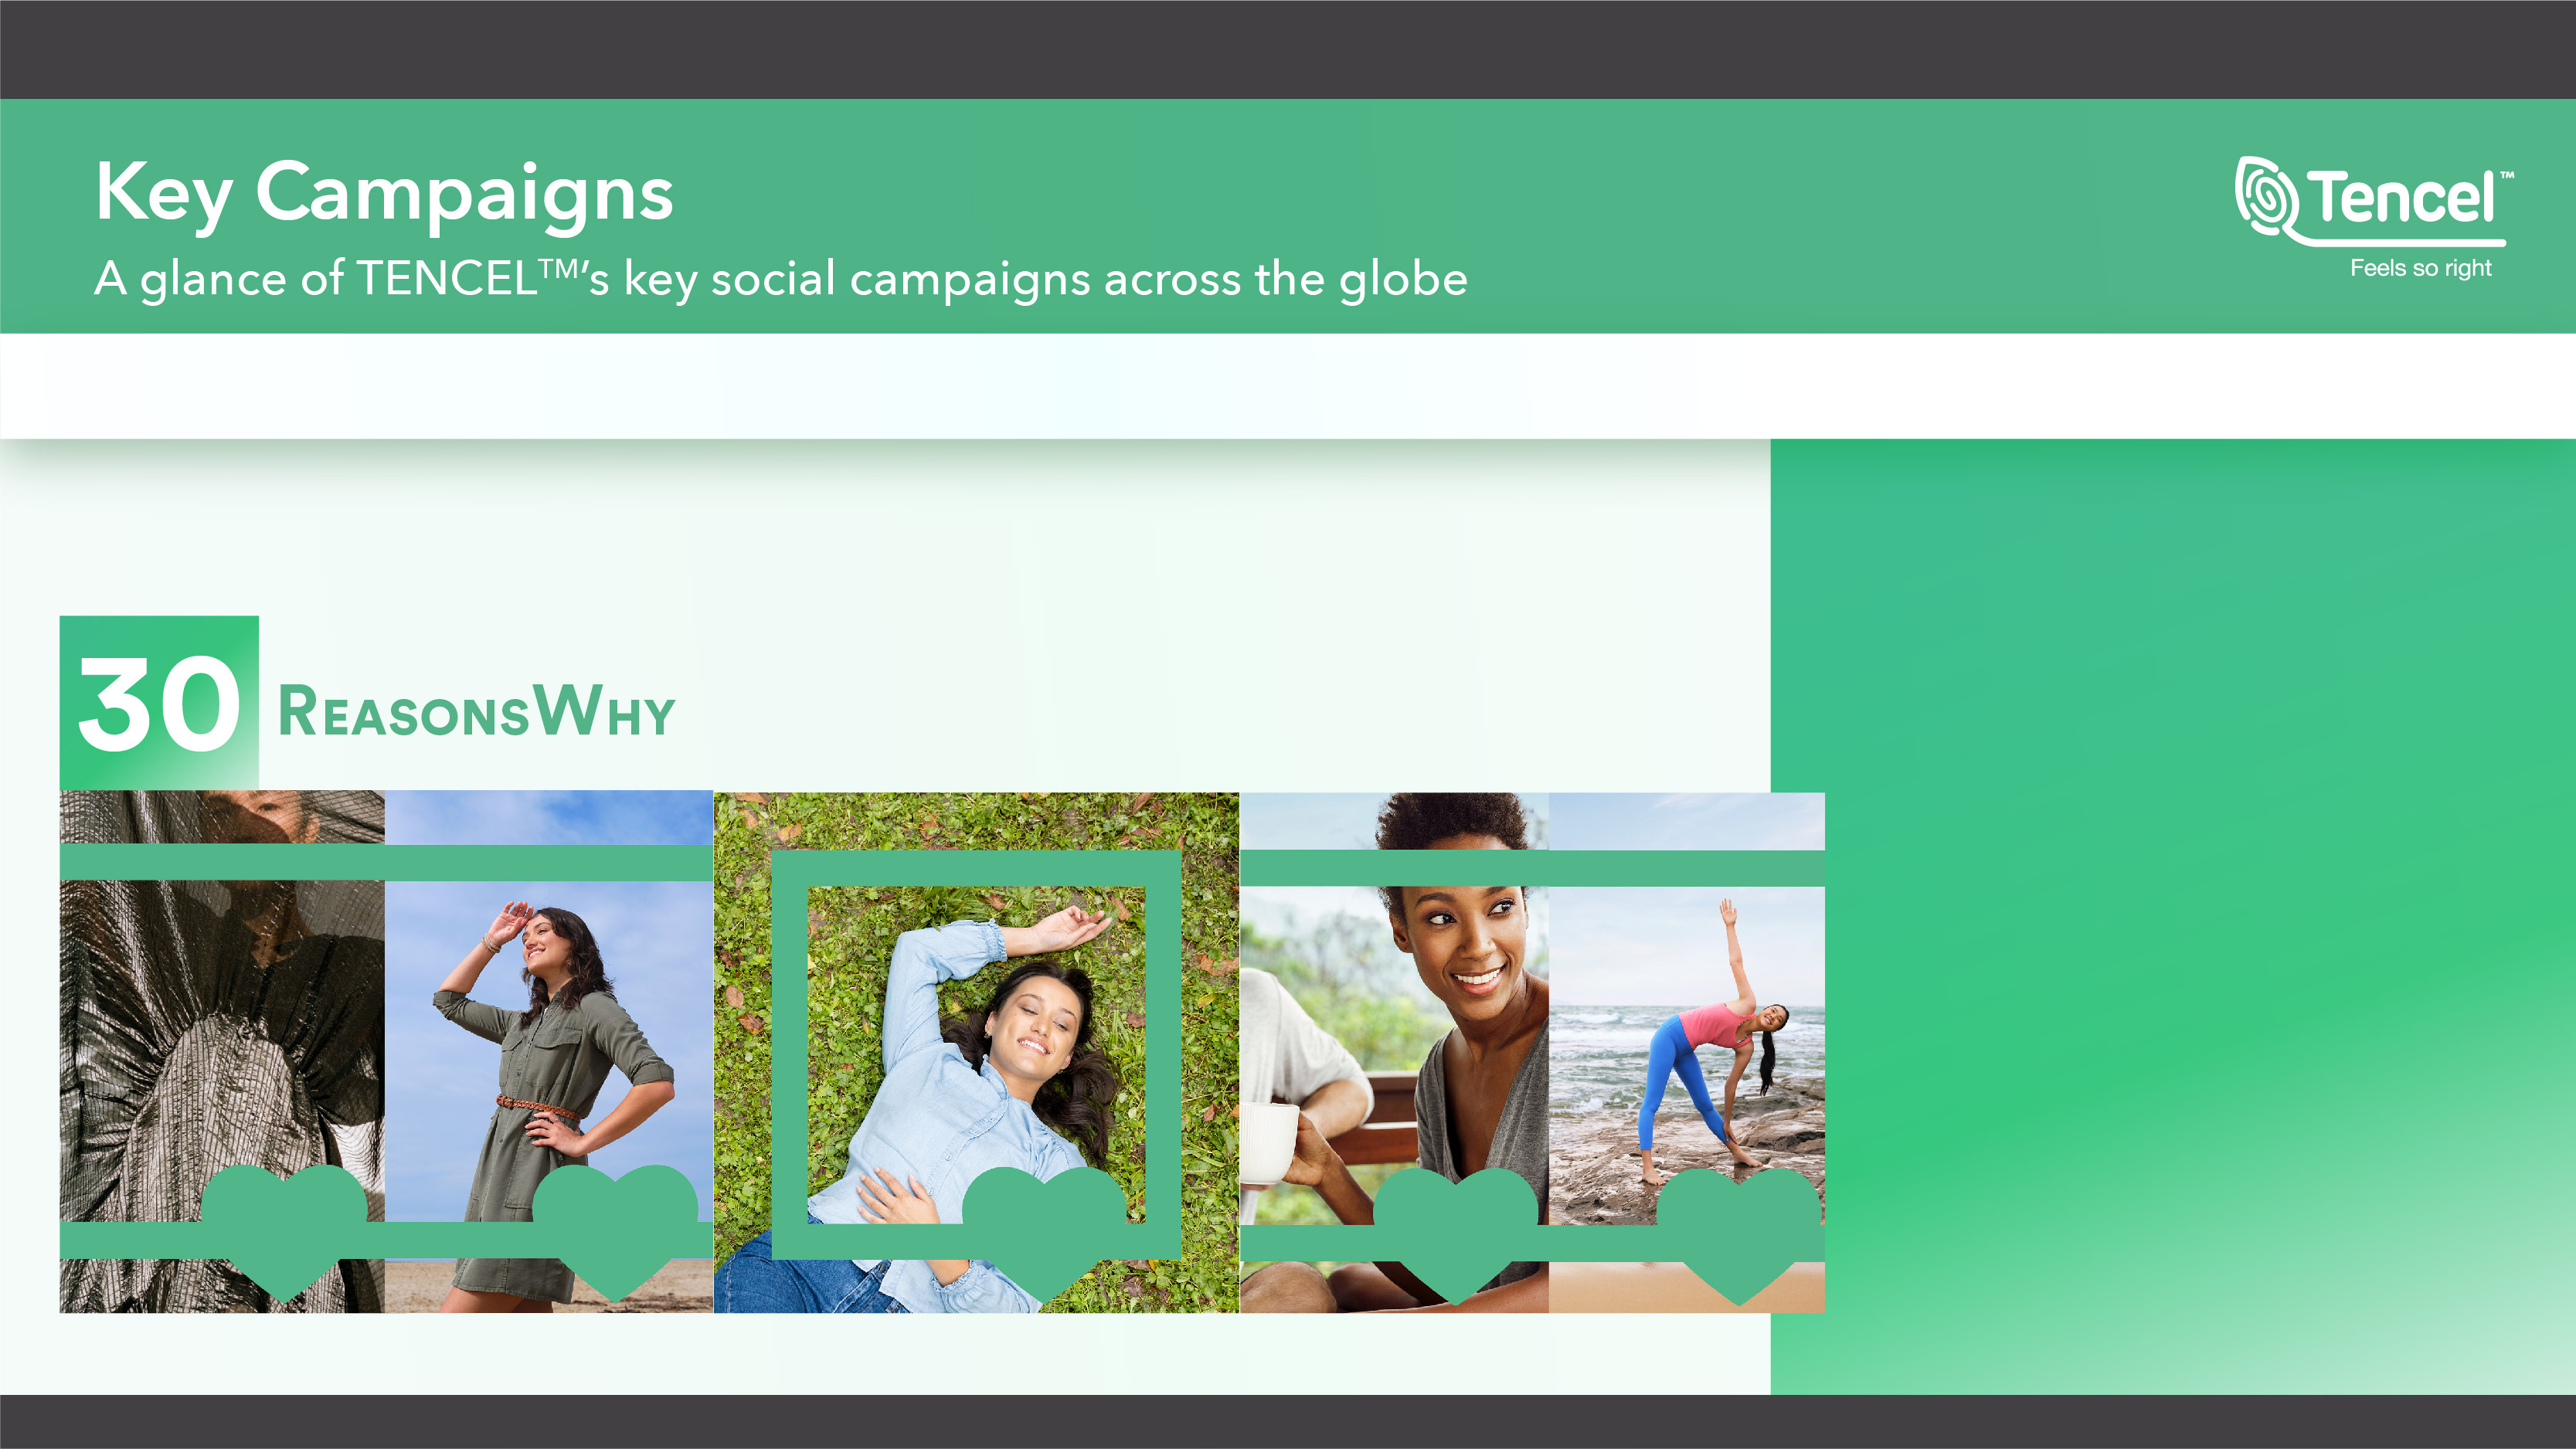 Key Campaigns
A glance of TENCEL™'s key social campaigns across the globe
Tencel™
Feels so right
30
REASONSWHY